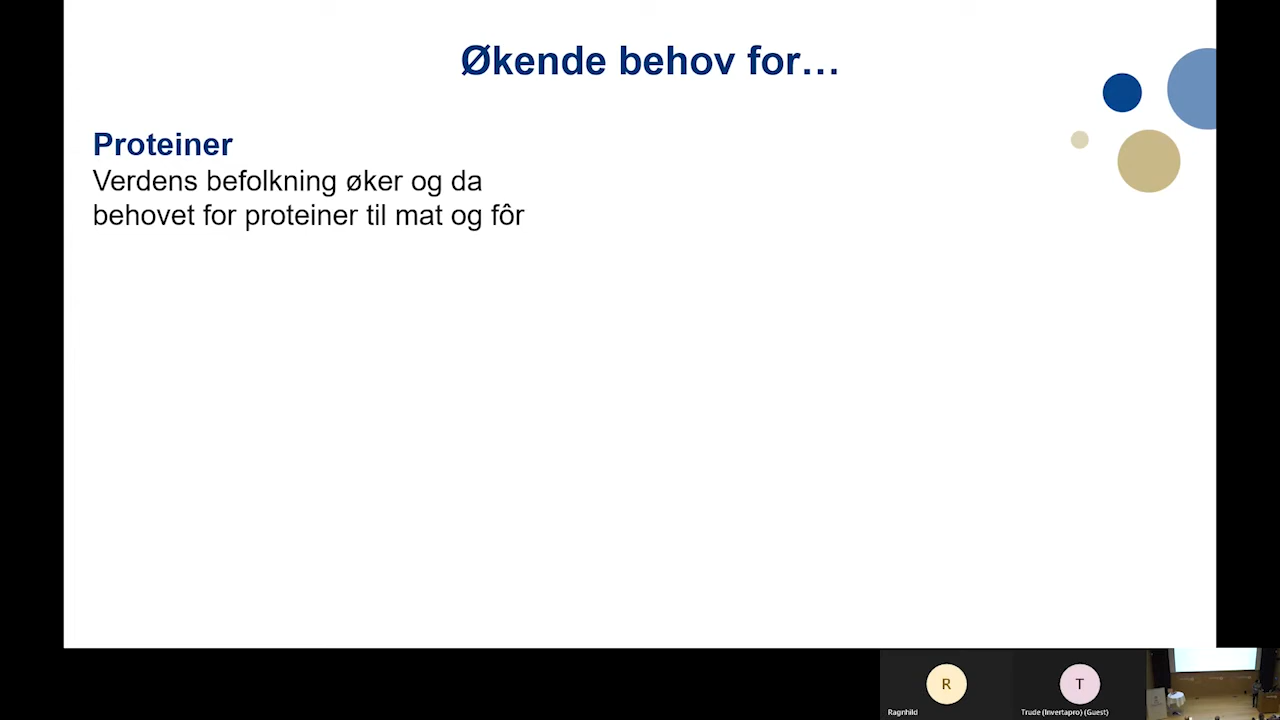 Økende behov for…
Proteiner
Verdens befolkning øker og da
behovet for proteiner til mat og fôr
R
T
Ragnhild
Trude (Invertapro) (Guest)